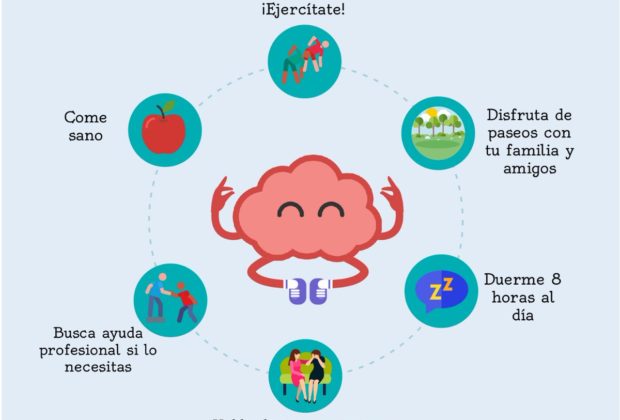 ¡Ejercítate!
Come
sano
Disfruta de
paseos con
tu familia y
amigos
Duerme 8
horas al
día
Busca ayuda
profesional si lo
necesitas
zz